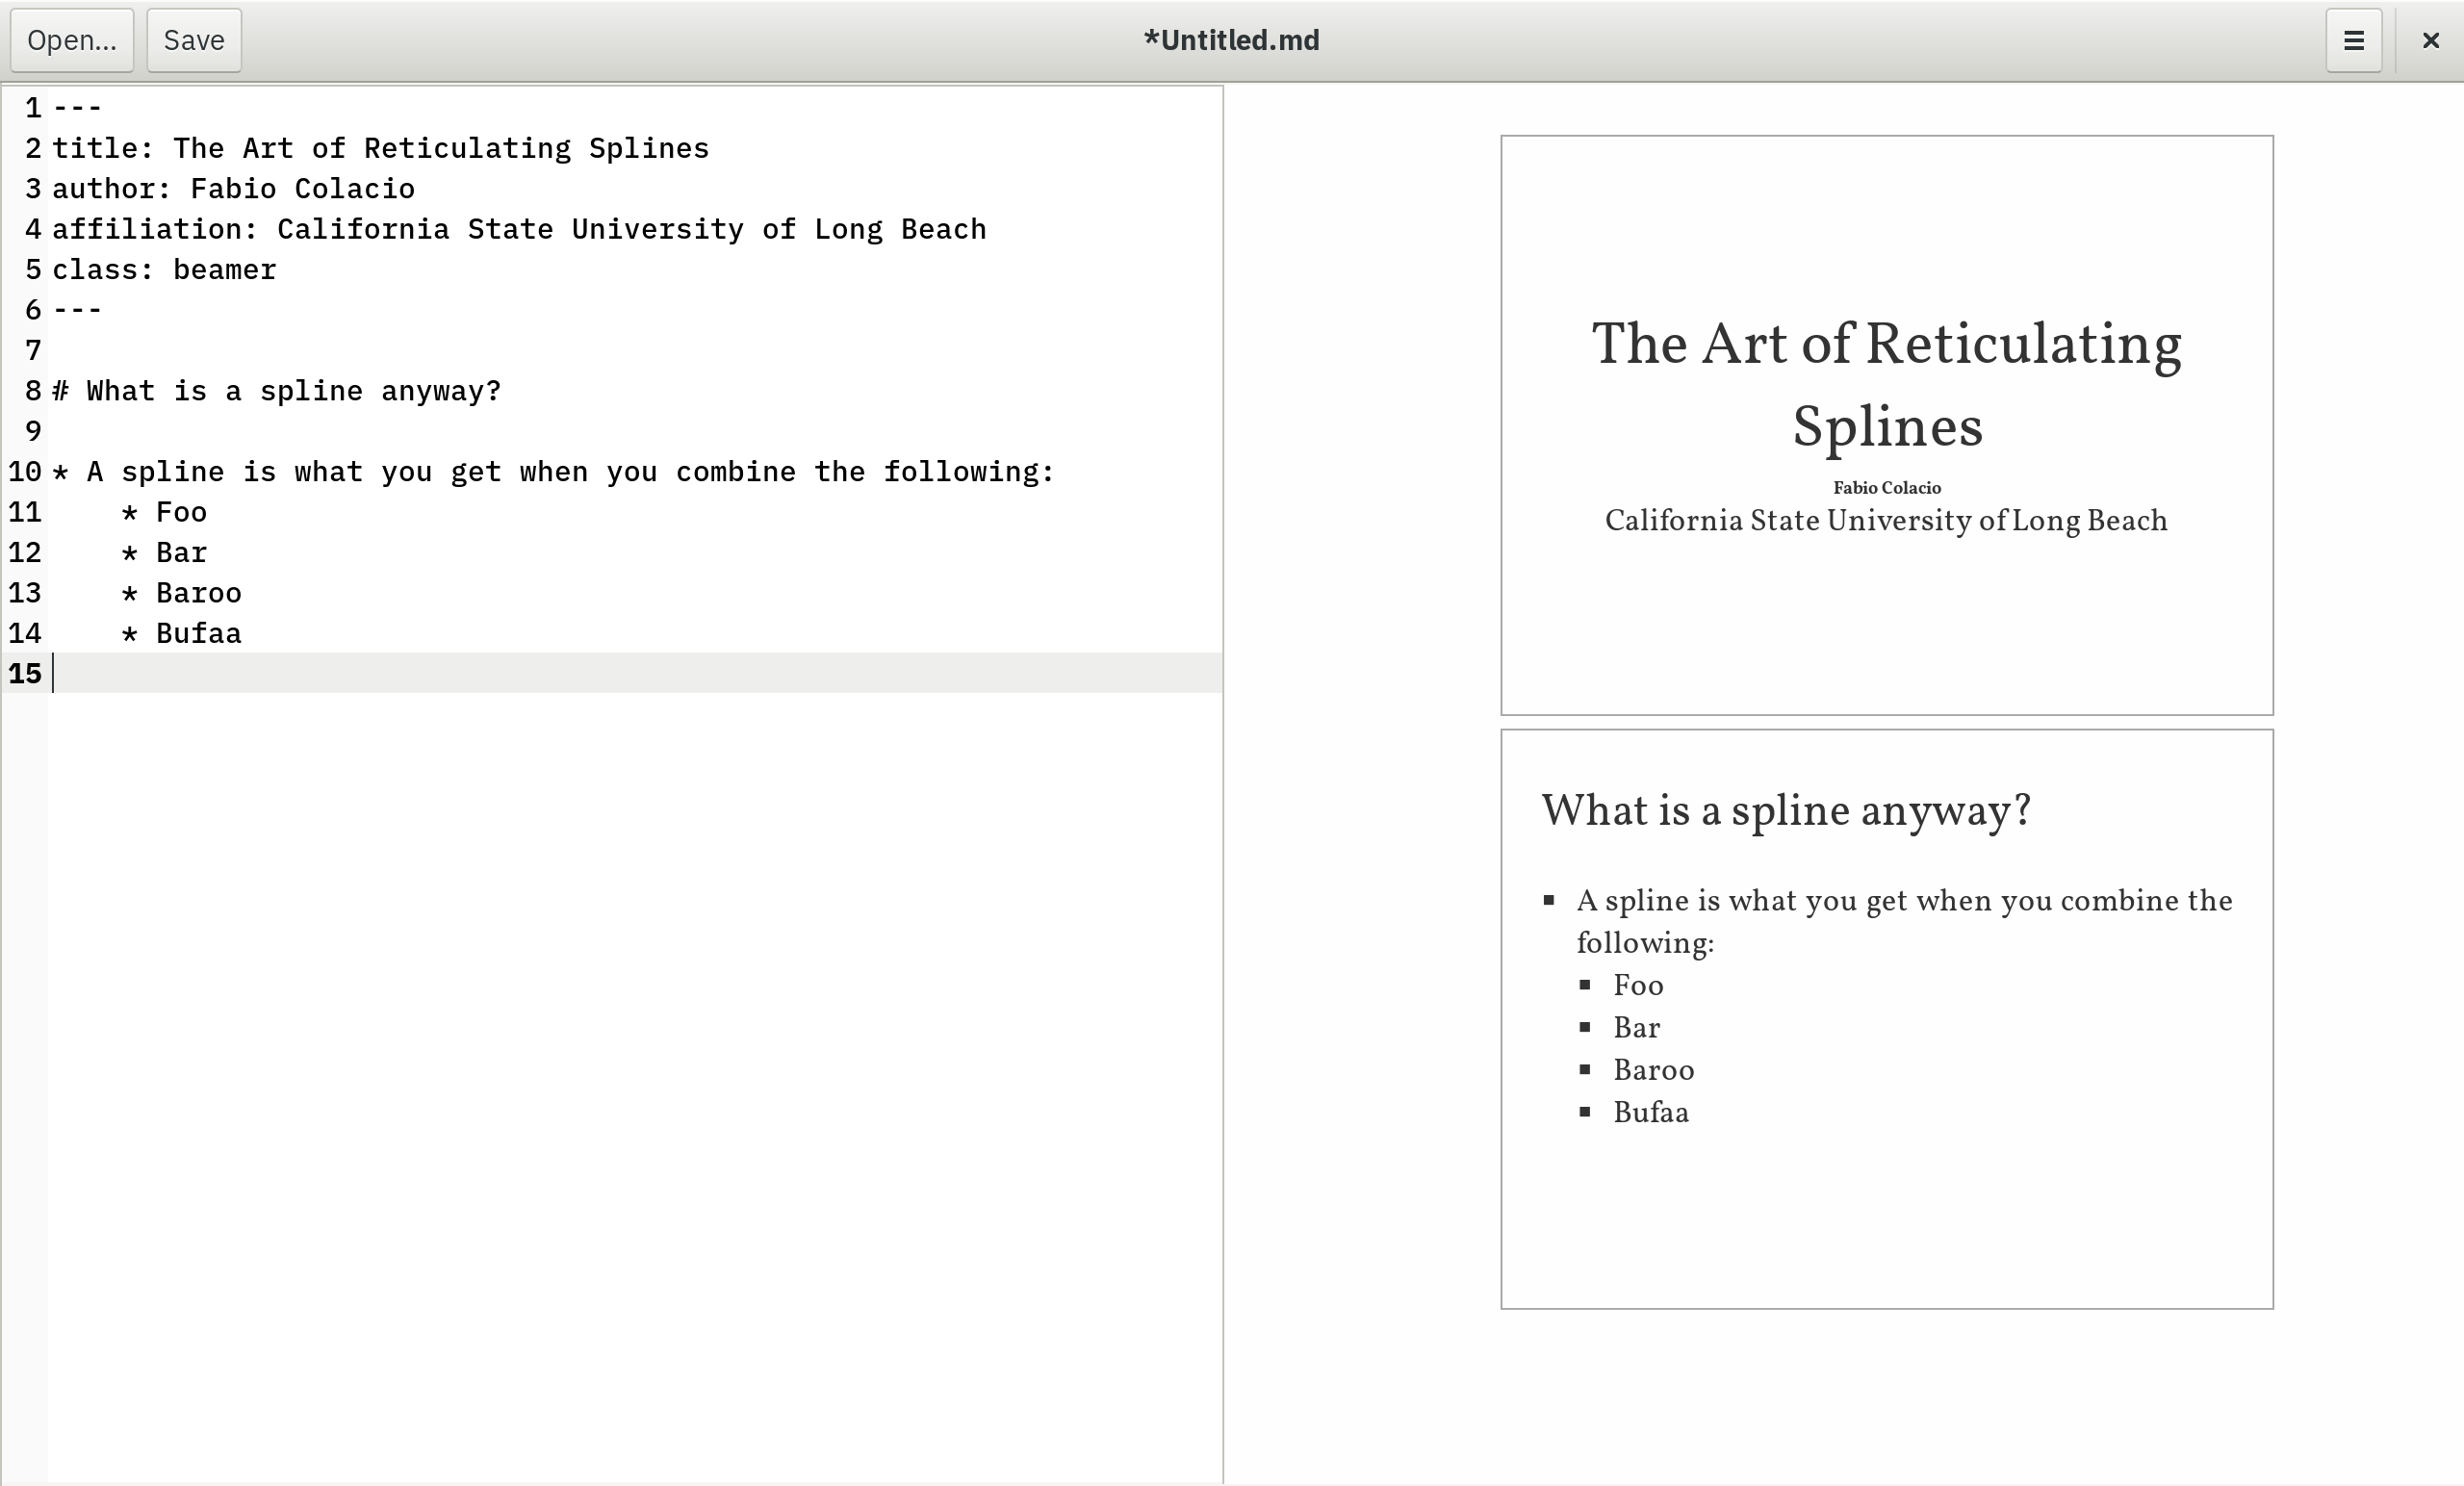 Open...
Save
*Untitled.md
1 ---
2 title: The Art of Reticulating Splines
3 author: Fabio Colacio
4 affiliation: California State University of Long Beach
5 class: beamer
6 ---
7
8 # What is a spline anyway?
9
10 * A spline is what you get when you combine the following:
11     * Foo
12     * Bar
13     * Baroo
14     * Bufaa
15
The Art of Reticulating
Splines
Fabio Colacio
California State University of Long Beach
What is a spline anyway?
▪ A spline is what you get when you combine the
following:
▪ Foo
▪ Bar
▪ Baroo
▪ Bufaa